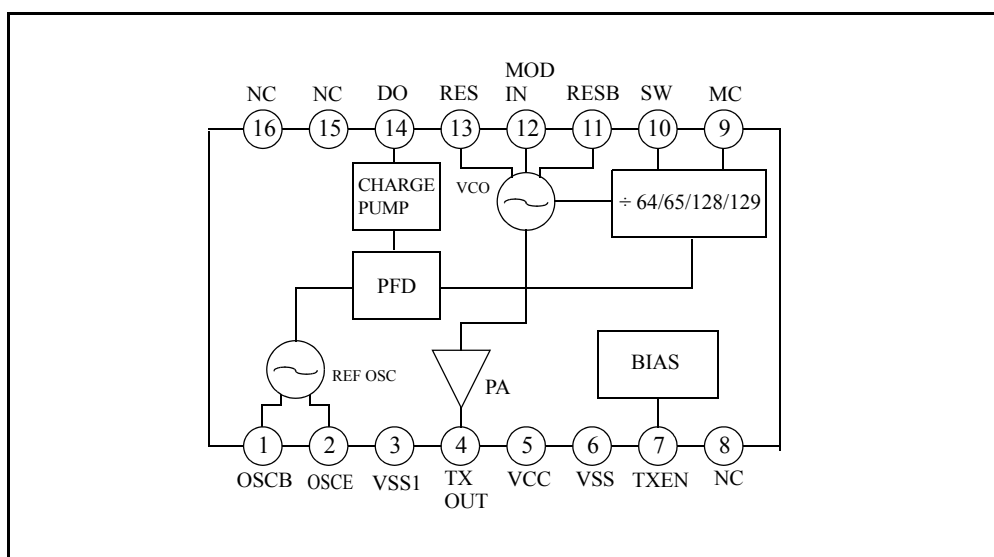 NC
NC
DO
RES
MOD
IN
RESB
SW
MC
16
15
14
13
12
11
10
9
CHARGE
PUMP
VCO
÷ 64/65/128/129
PFD
REF OSC
PA
BIAS
1
2
3
4
5
6
7
8
OSCB
OSCE
VSS1
TX
OUT
VCC
VSS
TXEN
NC